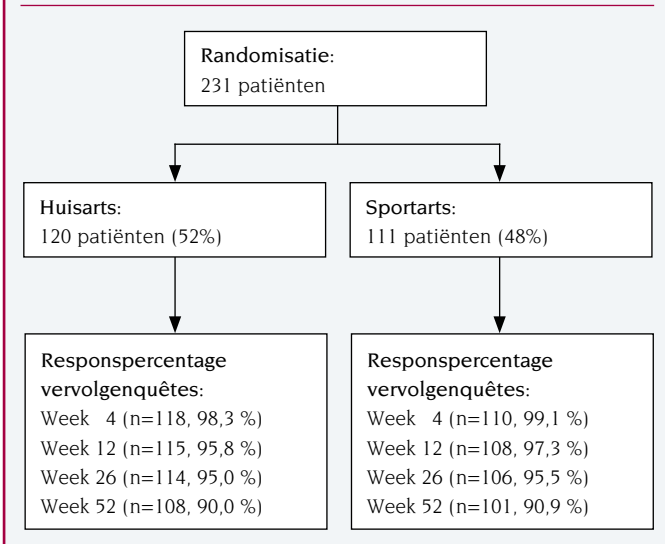 Randomisatie:
231 patiënten
Huisarts:
120 patiënten (52%)
Sportarts:
111 patiënten (48%)
Responspercentage
vervolgenquêtes:
Week 4 (n=118, 98,3 %)
Week 12 (n=115, 95,8 %)
Week 26 (n=114, 95,0 %)
Week 52 (n=108, 90,0 %)
Responspercentage
vervolgenquêtes:
Week 4 (n=110, 99,1 %)
Week 12 (n=108, 97,3 %)
Week 26 (n=106, 95,5 %)
Week 52 (n=101, 90,9 %)